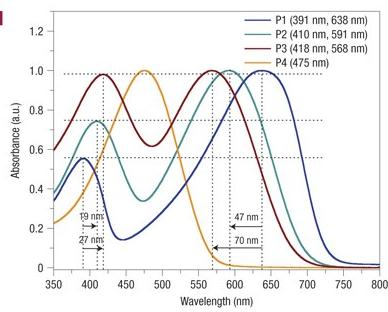 P1 (391 nm, 638 nm)
P2 (410 nm, 591 nm)
P3 (418 nm, 568 nm)
P4 (475 nm)
1.2
1.0
0.8
0.6
0.4
0.2
0
Absorbance (a.u.)
19 nm
27 nm
47 nm
70 nm
350 400 450 500 550 600 650 700 750 800
Wavelength (nm)